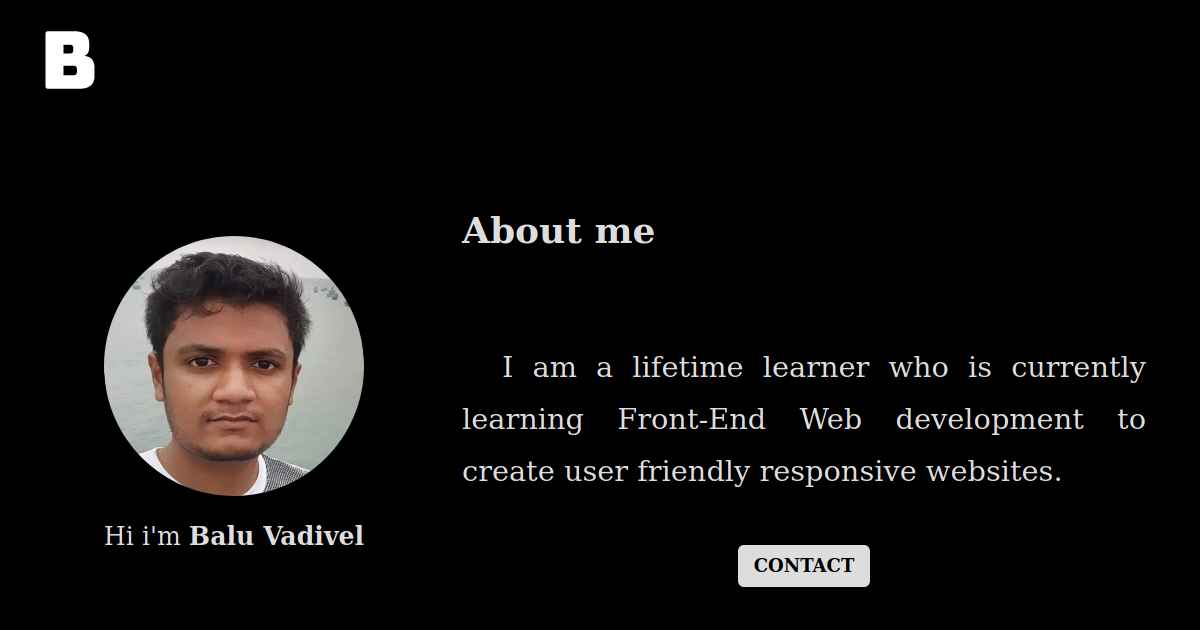 B
About me
I am a lifetime learner who is currently
learning Front-End Web development to
create user friendly responsive websites.
Hi i'm Balu Vadivel
CONTACT